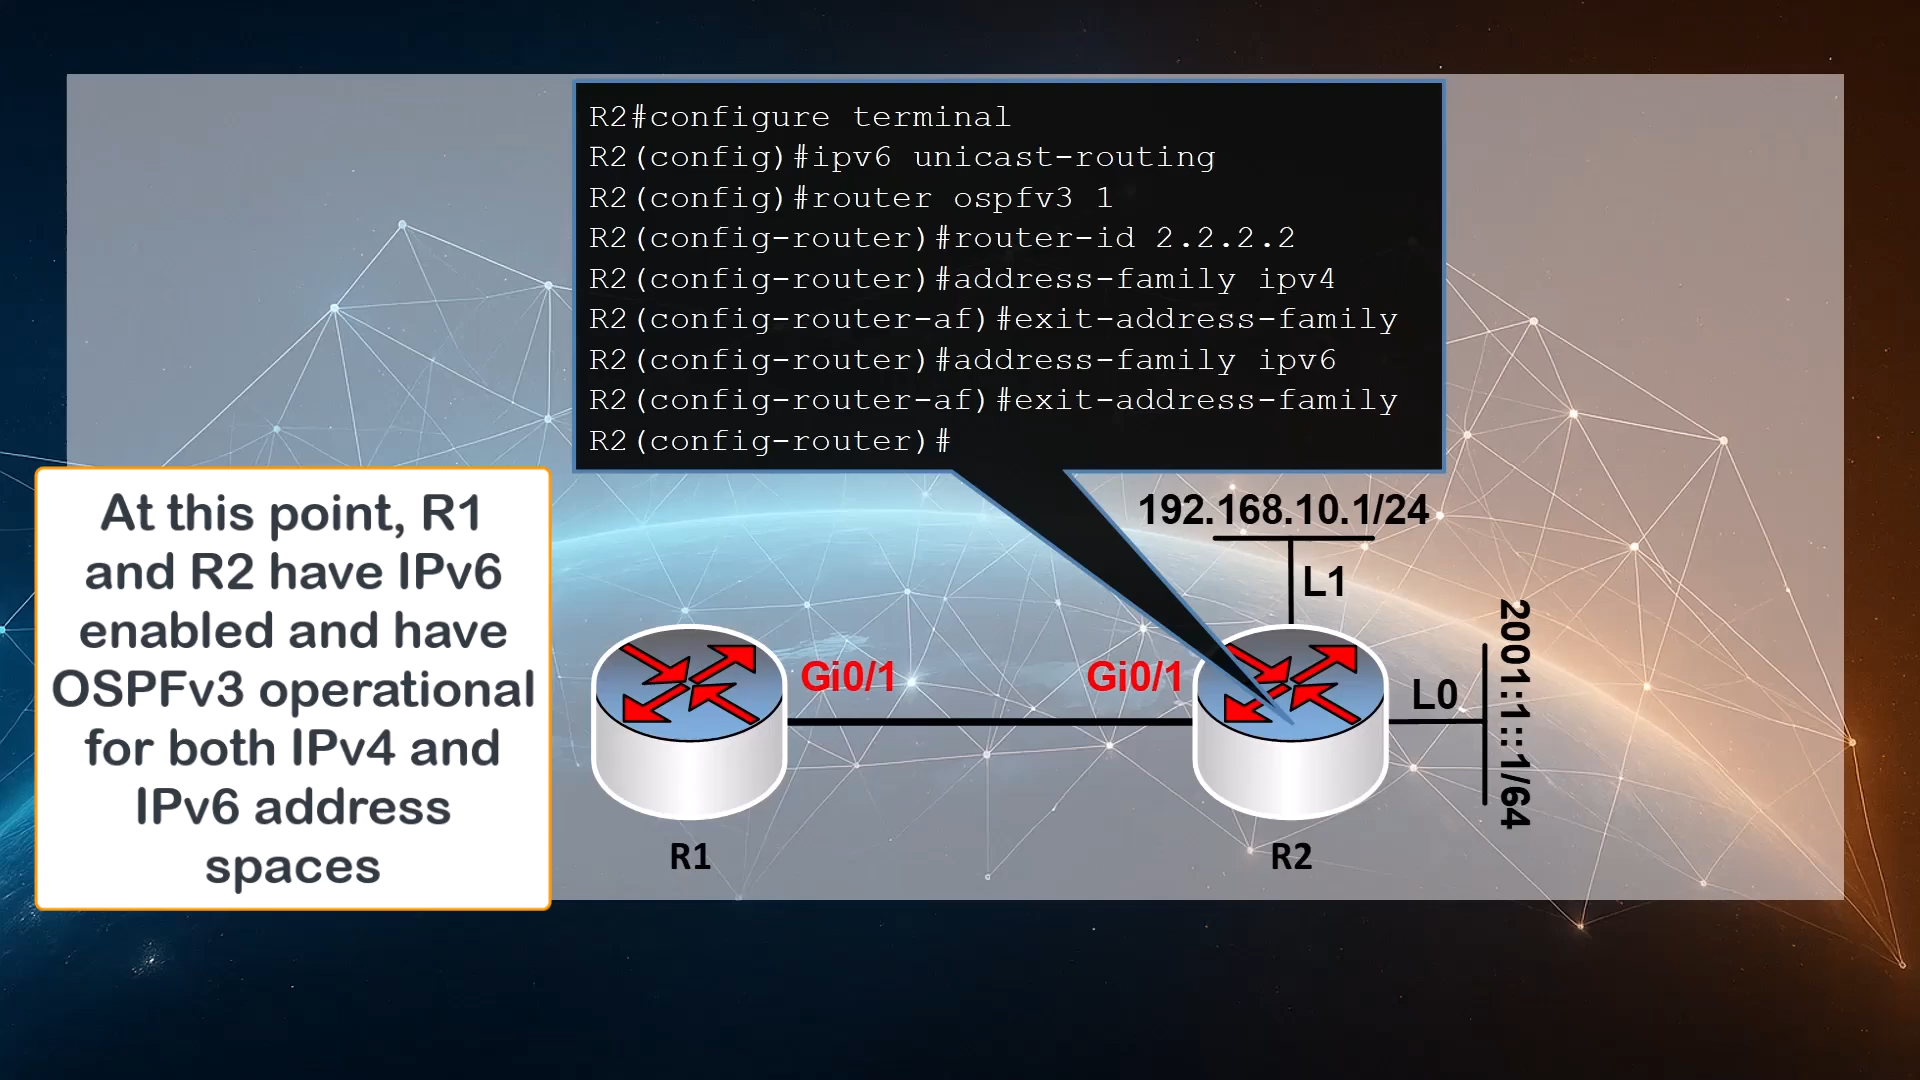 R2#configure terminal
R2(config)#ipv6 unicast-routing
R2(config)#router ospfv3 1
R2(config-router)#router-id 2.2.2.2
R2(config-router)#address-family ipv4
R2(config-router-af)#exit-address-family
R2(config-router)#address-family ipv6
R2(config-router-af)#exit-address-family
R2(config-router)#
At this point, R1
and R2 have IPv6
enabled and have
OSPFv3 operational
for both IPv4 and
IPv6 address
spaces
192.168.10.1/24
L1
Gi0/1
Gi0/1
L0
2001:1::1/64
R1
R2